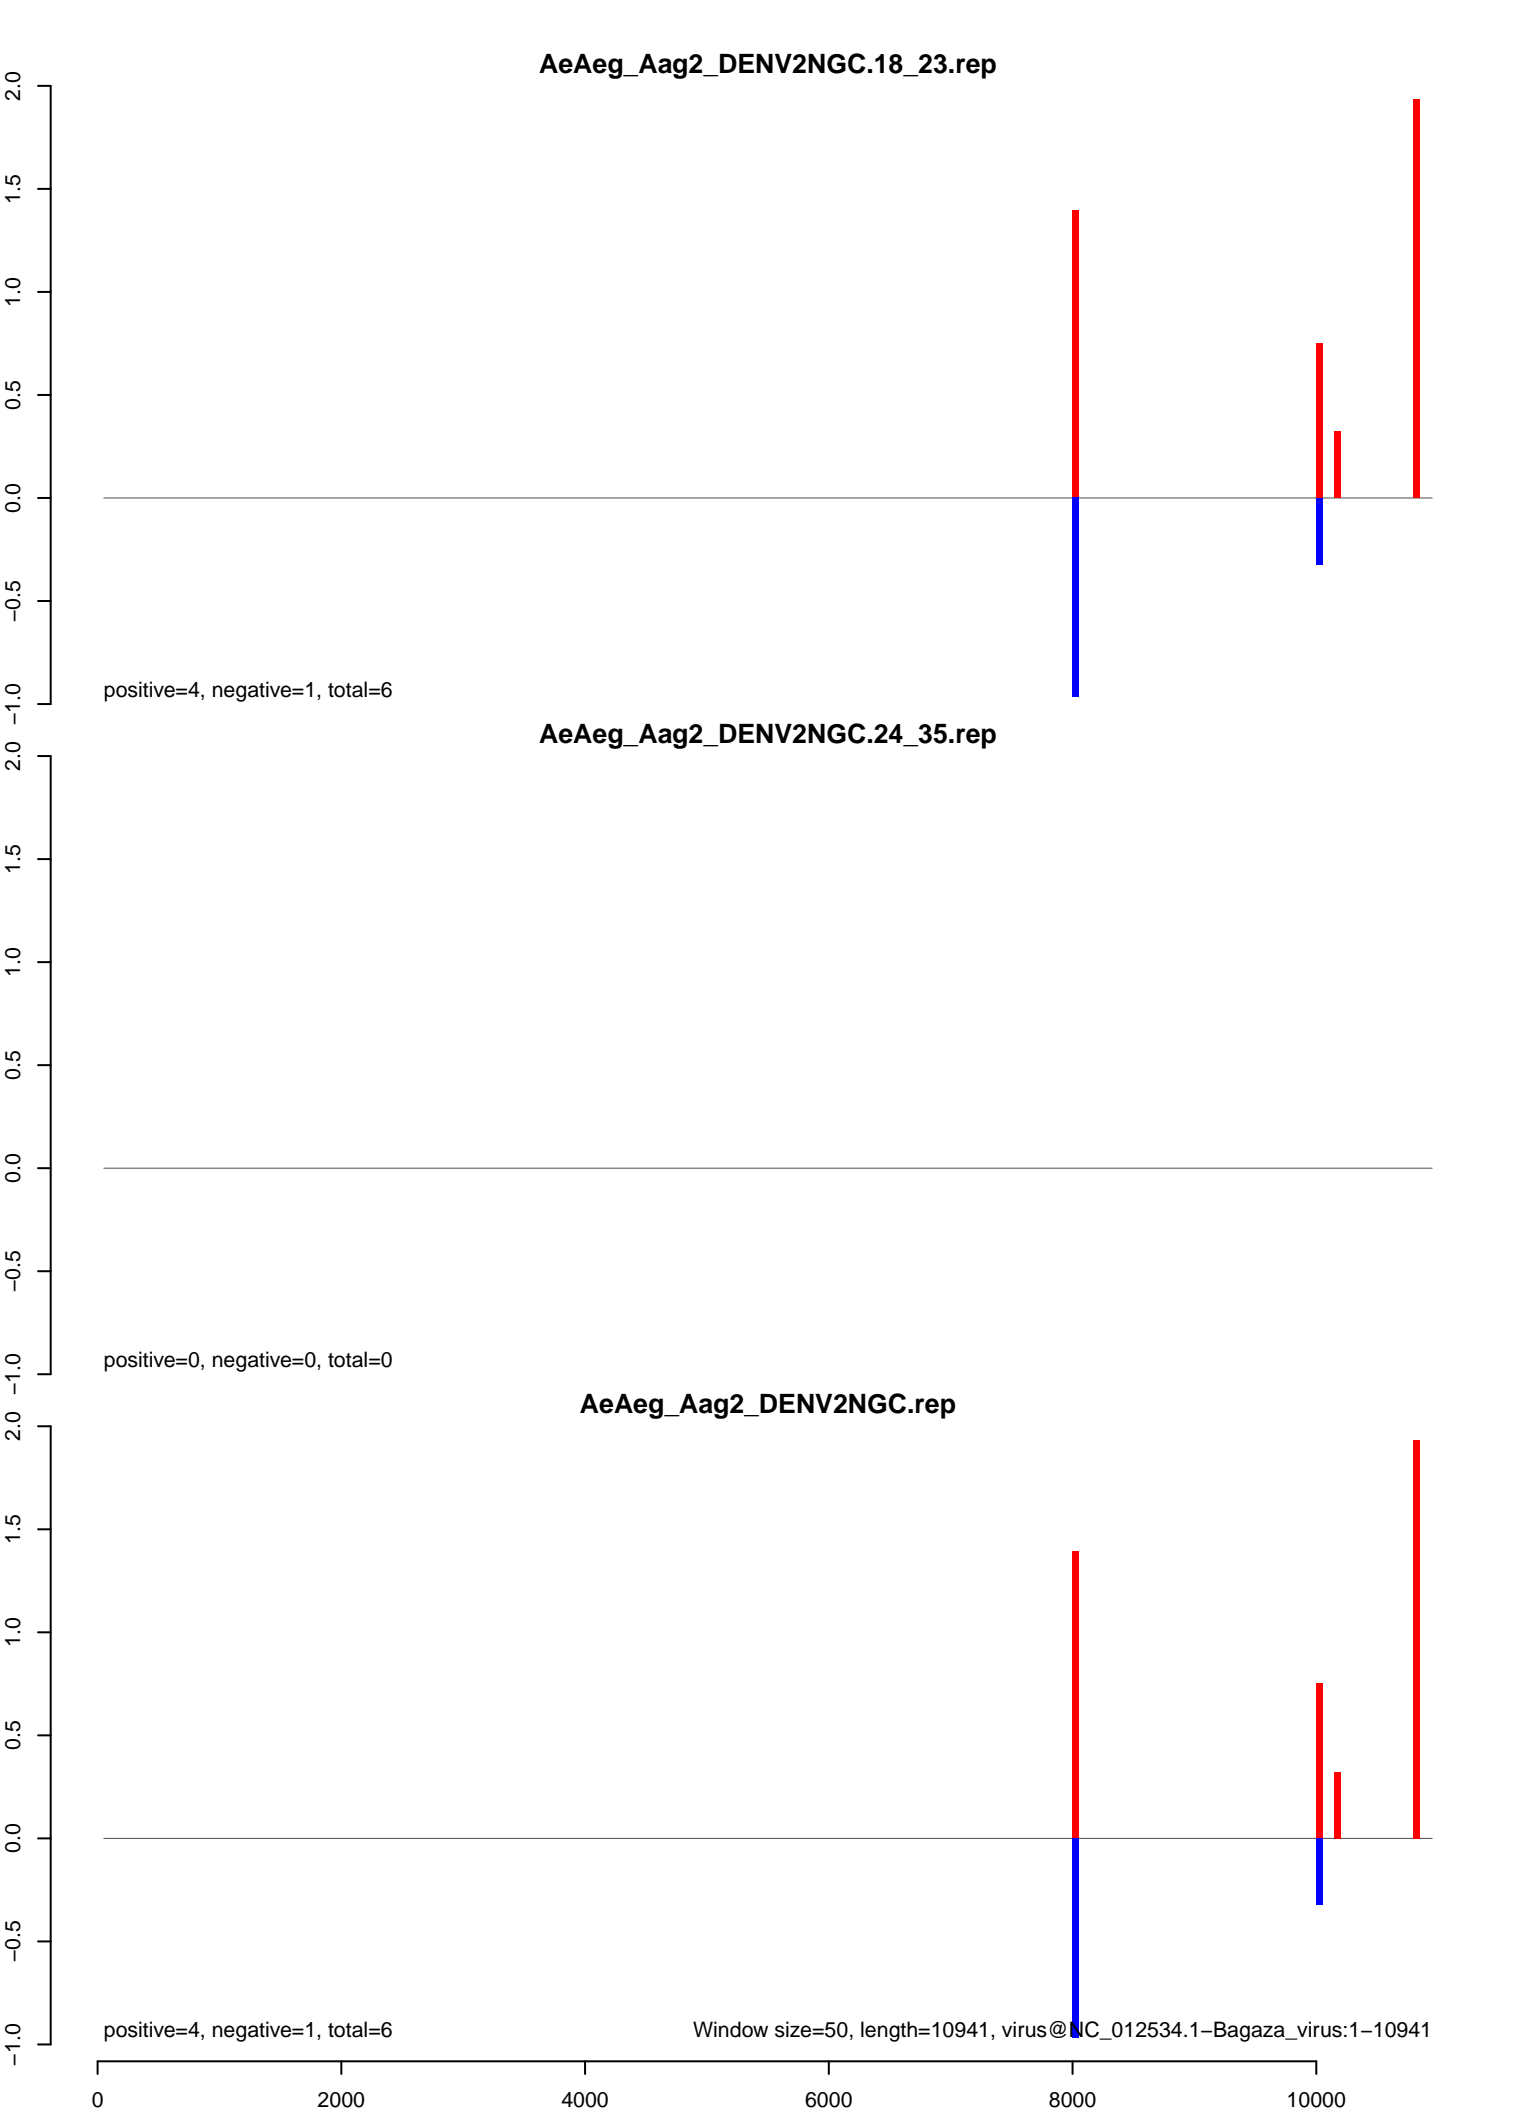 AeAeg_Aag2_DENV2NGC.18_23.rep
2.0
1.5
1.0
0.5
0.0
−0.5
−1.0
positive=4, negative=1, total=6
AeAeg_Aag2_DENV2NGC.24_35.rep
2.0
1.5
1.0
0.5
0.0
−0.5
−1.0
positive=0, negative=0, total=0
AeAeg_Aag2_DENV2NGC.rep
2.0
1.5
1.0
0.5
0.0
−0.5
−1.0
positive=4, negative=1, total=6
Window size=50, length=10941, virus@NC_012534.1−Bagaza_virus:1−10941
0 2000 4000 6000 8000 10000